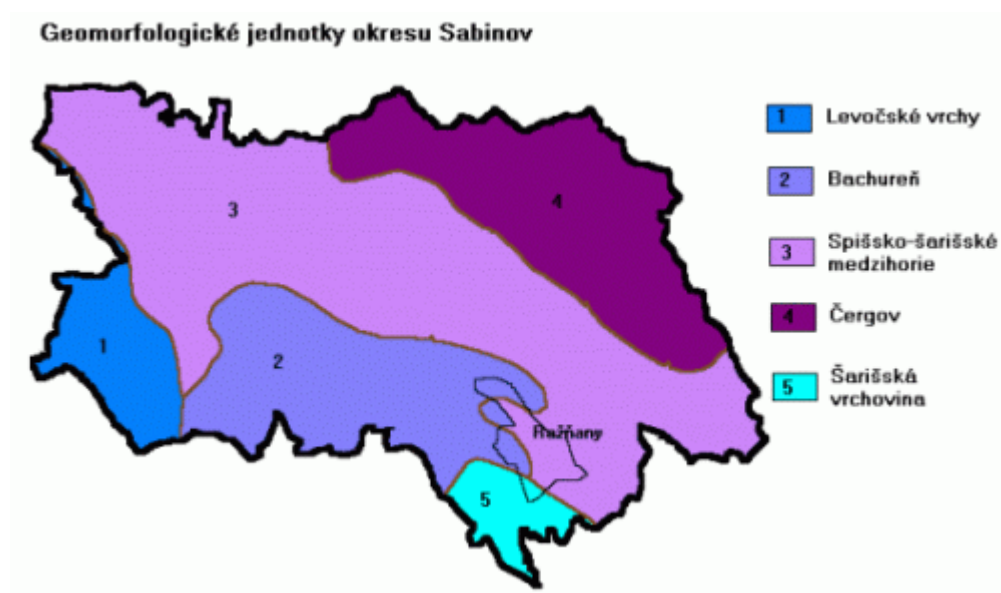 Geomorfologické jednotky okresu Sabinov
1 Levočské vrchy
2 Bachureň
3 Spišsko-šarišské
medzihorie
4 Čergov
5 Šarišská
vrchovina
3
4
1
2
Ražňany
5